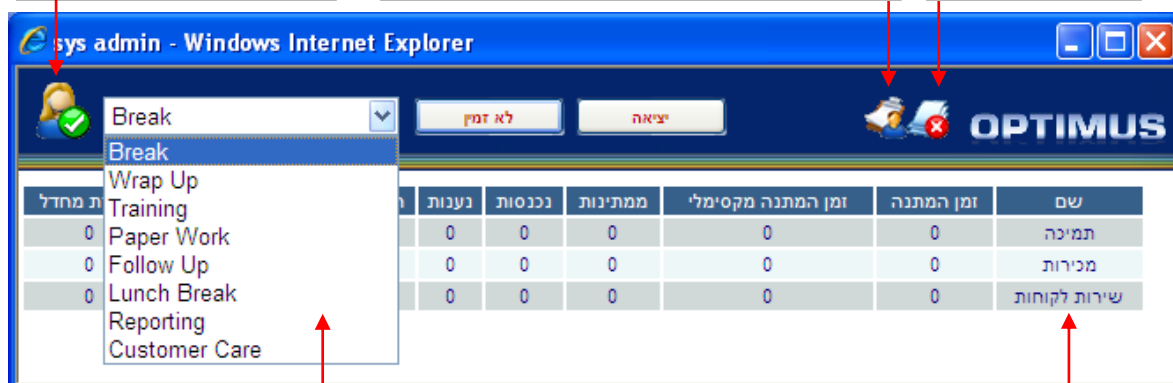 sys admin - Windows Internet Explorer
Break
לא זמין
יציאה
OPTIMUS
Break
Wrap Up
Training
Paper Work
Follow Up
Lunch Break
Reporting
Customer Care
שם זמן המתנה זמן המתנה מקסימלי ממתינות נכנסות נענות מחדל
תמיכה 0 0 0 0 0 0
מכירות 0 0 0 0 0 0
שירות לקוחות 0 0 0 0 0 0